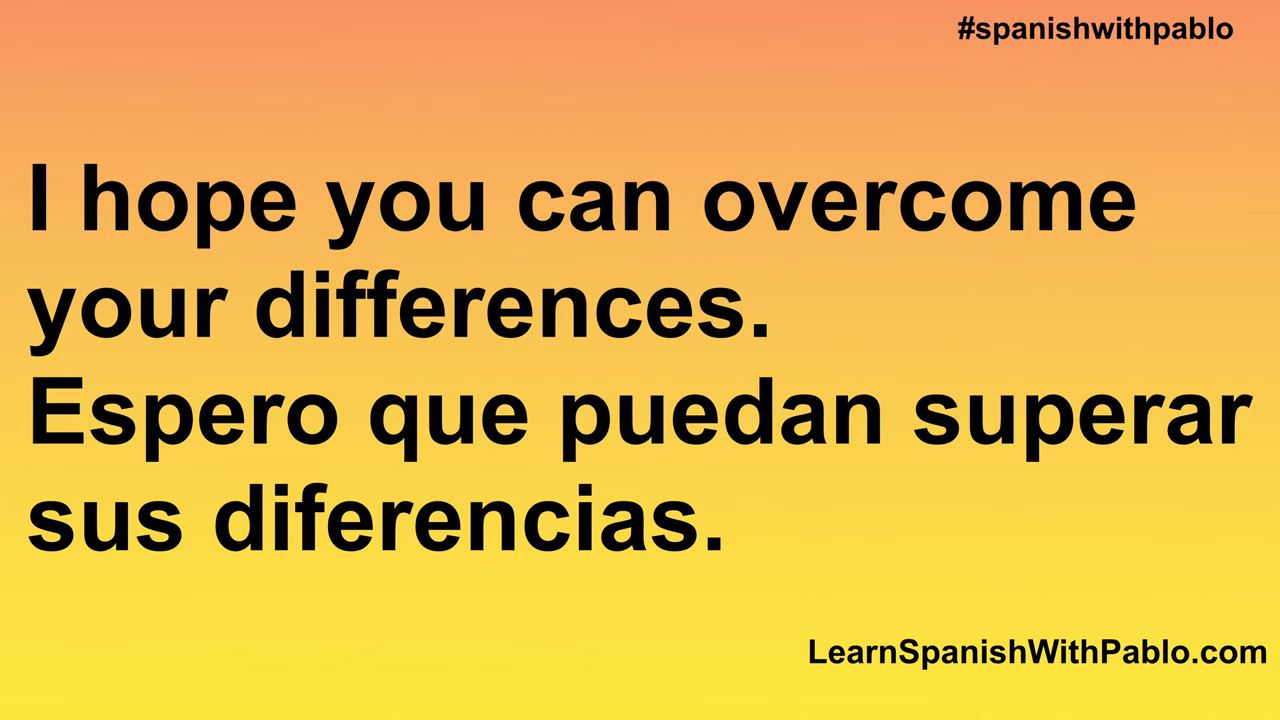 #spanishwithpablo
I hope you can overcome
your differences.
Espero que puedan superar
sus diferencias.
LearnSpanishWithPablo.com